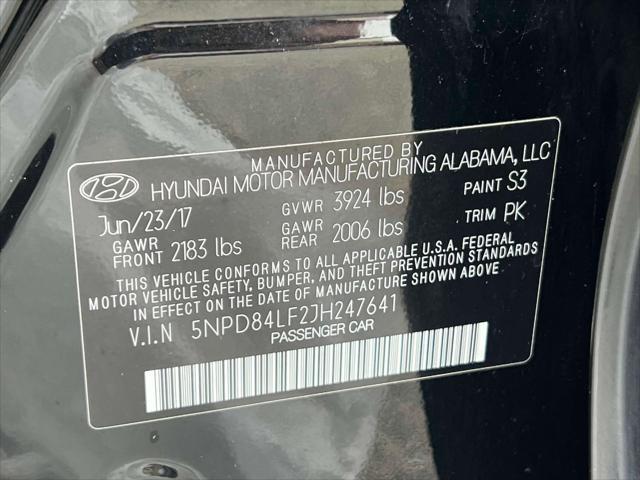 MANUFACTURED BY
HYUNDAI MOTOR MANUFACTURING ALABAMA, LLC
Jun/23/17 GVWR 3924 lbs PAINT S3
GAWR FRONT 2183 lbs GAWR REAR 2006 lbs TRIM PK
THIS VEHICLE CONFORMS TO ALL APPLICABLE U.S.A. FEDERAL
MOTOR VEHICLE SAFETY, BUMPER, AND THEFT PREVENTION STANDARDS
IN EFFECT ON THE DATE OF MANUFACTURE SHOWN ABOVE
V.I.N 5NPD84LF2JH247641
PASSENGER CAR